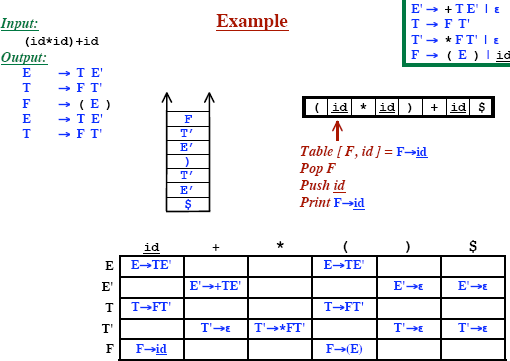 Example
Input:
(id*id)+id
Output:
E → T E'
T → F T'
F → ( E )
E → T E'
T → F T'
E' → + T E' | ε
T → F T'
T' → * F T' | ε
F → ( E ) | id
F
T'
E'
)
T'
E'
$
( id * id ) + id $
Table [ F, id ] = F→id
Pop F
Push id
Print F→id
id + * ( ) $
E E→TE' E→TE'
E' E'→+TE' E'→ε E'→ε
T T→FT' T→FT'
T' T'→ε T'→*FT' T'→ε T'→ε
F F→id F→(E)